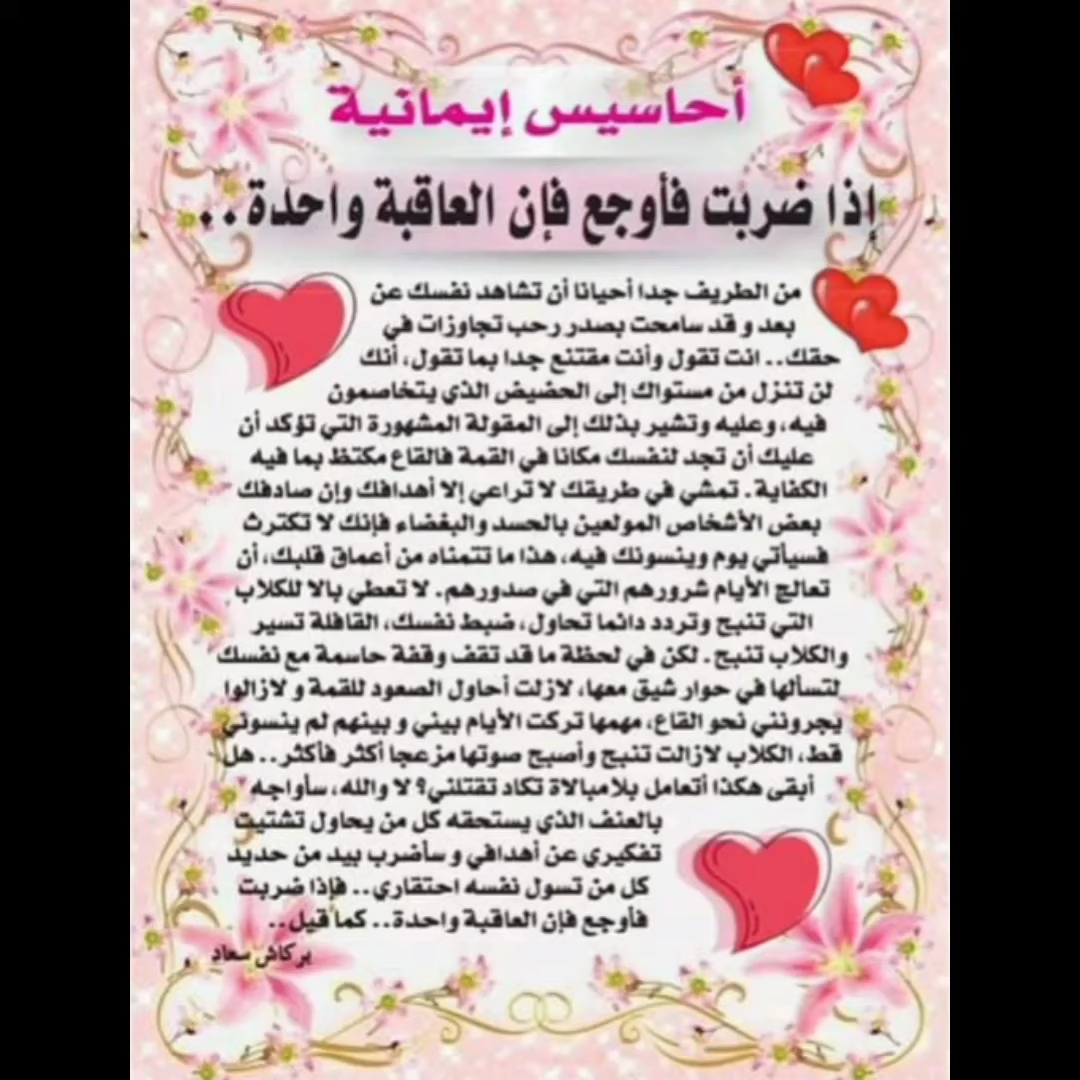 أحاسيس إيمانية
إذا ضربت فأوجع فإن العاقبة واحدة..
من الطريف جدا أحيانا أن تشاهد نفسك عن
بعد و قد سامحت بصدر رحب تجاوزات في
حقك.. انت تقول وأنت مقتنع جدا بما تقول، أنك
لن تنزل من مستواك إلى الحضيض الذي يتخاصمون
فيه، وعليه وتشير بذلك إلى المقولة المشهورة التي تؤكد أن
عليك أن تجد لنفسك مكانا في القمة فالقاع مكتظ بما فيه
الكفاية. تمشي في طريقك لا تراعي إلا أهدافك وإن صادفك
بعض الأشخاص المولعين بالحسد والبغضاء فإنك لا تكترث
فسيأتي يوم وينسونك فيه، هذا ما تتمناه من أعماق قلبك، أن
تعالج الأيام شرورهم التي في صدورهم. لا تعطي بالا للكلاب
التي تنبح وتردد دائما تحاول، ضبط نفسك، القافلة تسير
والكلاب تنبح. لكن في لحظة ما قد تقف وقفة حاسمة مع نفسك
لتسألها في حوار شيق معها، لازلت أحاول الصعود للقمة و لازالوا
يجرونني نحو القاع، مهمها تركت الأيام بيني و بينهم لم ينسوني
قط، الكلاب لازالت تنبح وأصبح صوتها مزعجا أكثر فأكثر.. هل
أبقى هكذا أتعامل بلامبالاة تكاد تقتلني؟ لا والله، سأواجه
بالعنف الذي يستحقه كل من يحاول تشتيت
تفكيري عن أهدافي و سأضرب بيد من حديد
كل من تسول نفسه احتقاري.. فإذا ضربت
فأوجع فإن العاقبة واحدة.. كما قيل..
بركاش سعاد